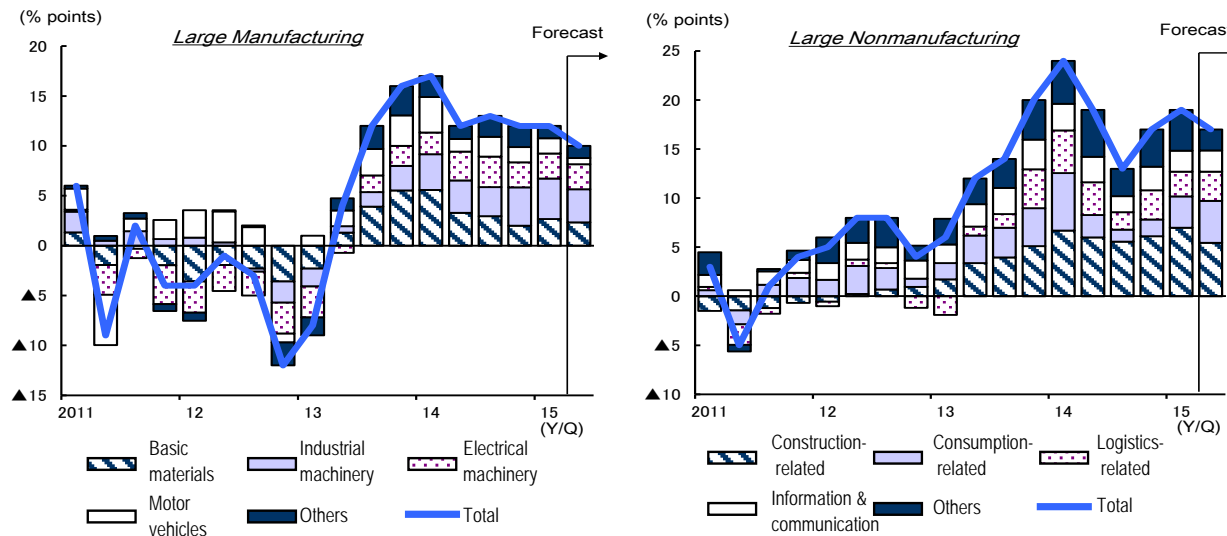 (% points)
Large Manufacturing
Forecast
20
15
10
5
0
▲ 5
▲ 10
▲ 15
2011
12
13
14
15
(Y/Q)
Basic materials
Industrial machinery
Electrical machinery
Motor vehicles
Others
Total
(% points)
Large Nonmanufacturing
Forecast
25
20
15
10
5
0
▲ 5
▲ 10
2011
12
13
14
15
(Y/Q)
Construction-related
Consumption-related
Logistics-related
Information & communication
Others
Total